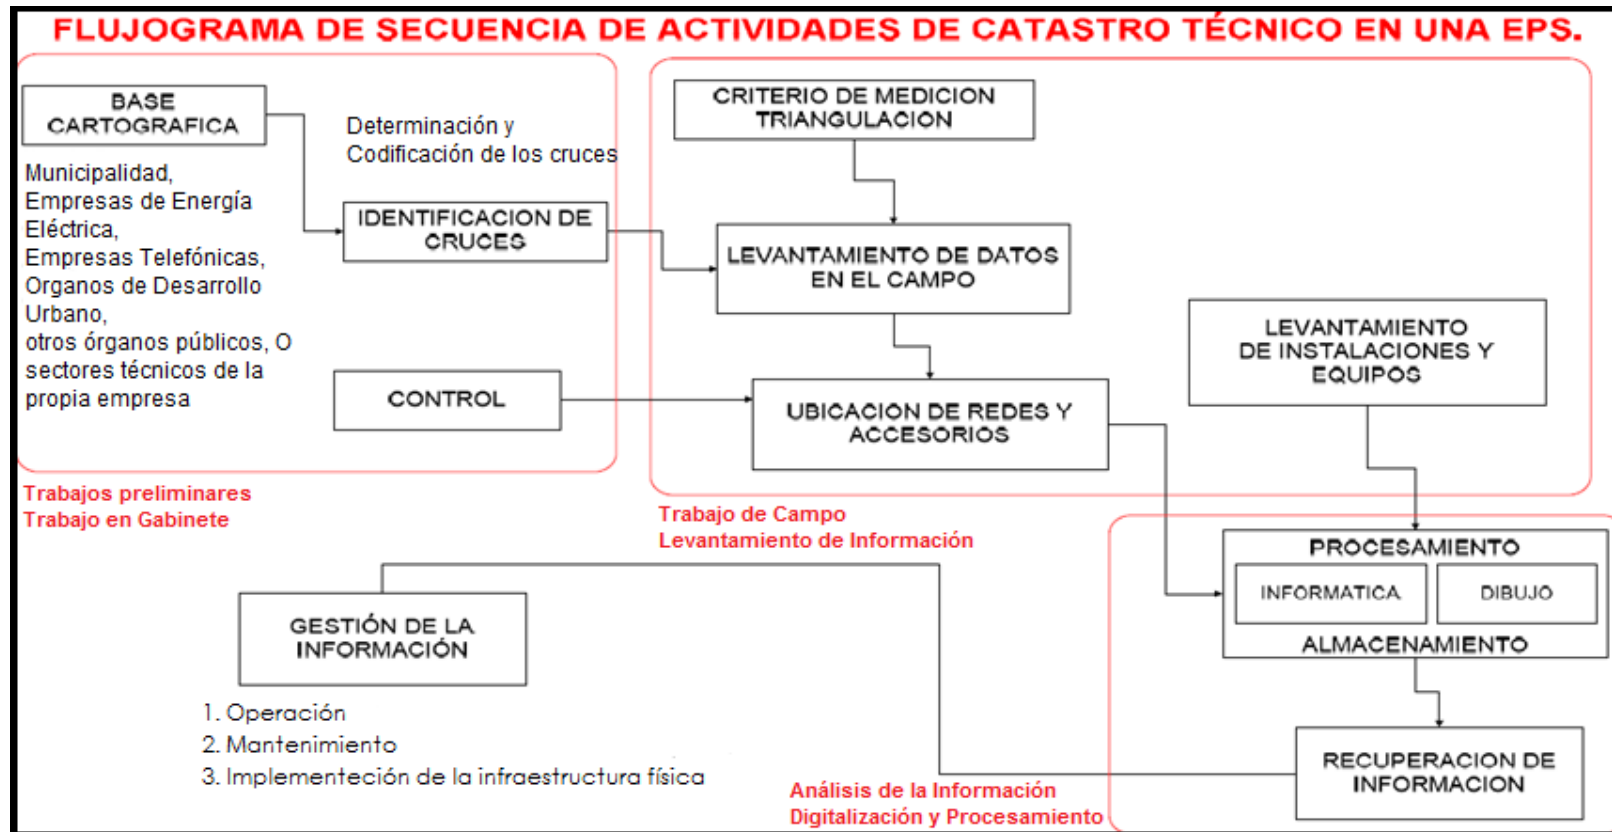 FLUJOGRAMA DE SECUENCIA DE ACTIVIDADES DE CATASTRO TÉCNICO EN UNA EPS.
BASE
CARTOGRAFICA
Municipalidad,
Empresas de Energía
Eléctrica,
Empresas Telefónicas,
Organos de Desarrollo
Urbano,
otros órganos públicos, O
sectores técnicos de la
propia empresa
Determinación y
Codificación de los cruces
IDENTIFICACION DE
CRUCES
CONTROL
Trabajos preliminares
Trabajo en Gabinete
CRITERIO DE MEDICION
TRIANGULACION
LEVANTAMIENTO DE DATOS
EN EL CAMPO
UBICACION DE REDES Y
ACCESORIOS
LEVANTAMIENTO
DE INSTALACIONES Y
EQUIPOS
Trabajo de Campo
Levantamiento de Información
PROCESAMIENTO
INFORMATICA
DIBUJO
ALMACENAMIENTO
RECUPERACION DE
INFORMACION
Análisis de la Información
Digitalización y Procesamiento
GESTIÓN DE LA
INFORMACIÓN
1. Operación
2. Mantenimiento
3. Implementeción de la infraestructura física